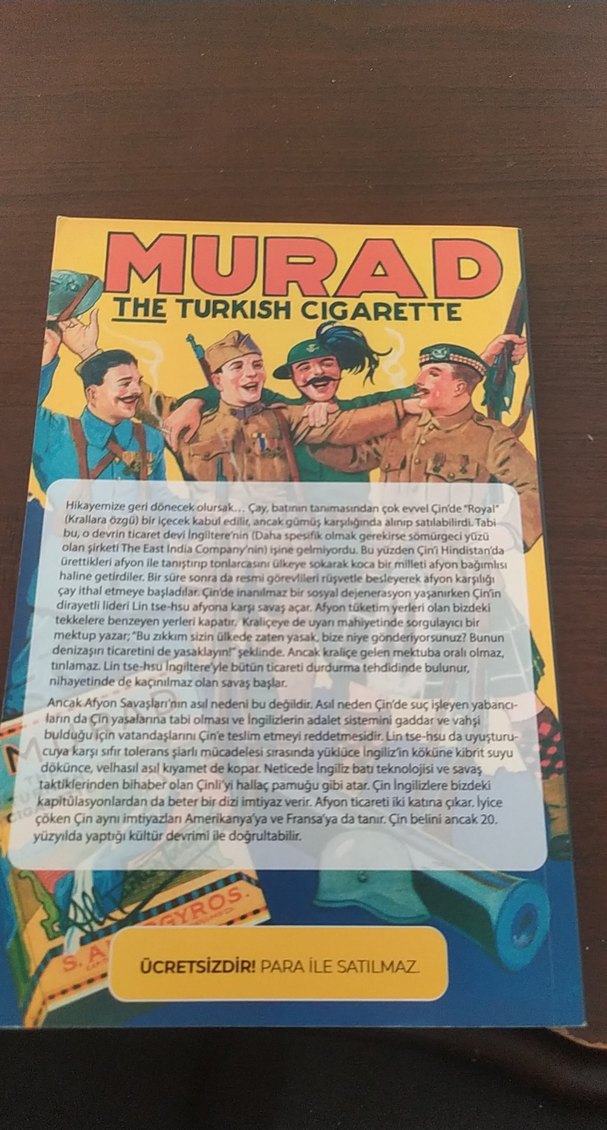 MURAD
THE TURKISH CIGARETTE
Hikayemize geri dönecek olursak... Çay, batının tanımasından çok evvel Çin'de "Royal"
(Krallara özgü) bir içecek kabul edilir, ancak gümüş karşılığında alınıp satılabilirdi. Tabi
bu, o devrin ticaret devi İngiltere'nin (Daha spesifik olmak gerekirse sömürgeci yüzü
olan şirketi The East İndia Company'nin) işine gelmiyordu. Bu yüzden Çin'i Hindistan'da
ürettikleri afyon ile tanıştırıp tonlarcasını ülkeye sokarak koca bir milleti afyon bağımlısı
haline getirdiler. Bir süre sonra da resmi görevlileri rüşvetle besleyerek afyon karşılığı
çay ithal etmeye başladılar. Çin'de inanılmaz bir sosyal dejenerasyon yaşanırken Çin'in
dirayetli lideri Lin tse-hsu afyona karşı savaş açar. Afyon tüketim yerleri olan bizdeki
tekkelere benzeyen yerleri kapatır. Kraliçeye de uyarı mahiyetinde sorgulayıcı bir
mektup yazar; "Bu zıkkım sizin ülkede zaten yasak, bize niye gönderiyorsunuz? Bunun
denizaşırı ticaretini de yasaklayın!" şeklinde. Ancak kraliçe gelen mektuba oralı olmaz,
tınlamaz. Lin tse-hsu İngiltere'yle bütün ticareti durdurma tehdidinde bulunur,
nihayetinde de kaçınılmaz olan savaş başlar.
Ancak Afyon Savaşları'nın asıl nedeni bu değildir. Asıl neden Çin'de suç işleyen yabancı-
ların da Çin yasalarına tabi olması ve İngilizlerin adalet sistemini gaddar ve vahşi
bulduğu için vatandaşlarını Çin'e teslim etmeyi reddetmesidir. Lin tse-hsu da uyuşturu-
cuya karşı sıfır tolerans şiarlı mücadelesi sırasında yüklüce İngiliz'in köküne kibrit suyu
dökünce, velhasıl asıl kıyamet de kopar. Neticede İngiliz batı teknolojisi ve savaş
taktiklerinden bihaber olan Çinli'yi hallaç pamuğu gibi atar. Çin İngilizlere bizdeki
kapitülasyonlardan da beter bir dizi imtiyaz verir. Afyon ticareti iki katına çıkar. İyice
çöken Çin aynı imtiyazları Amerikanya'ya ve Fransa'ya da tanır. Çin belini ancak 20.
yüzyılda yaptığı kültür devrimi ile doğrultabilir.
ÜCRETSİZDİR! PARA İLE SATILMAZ.